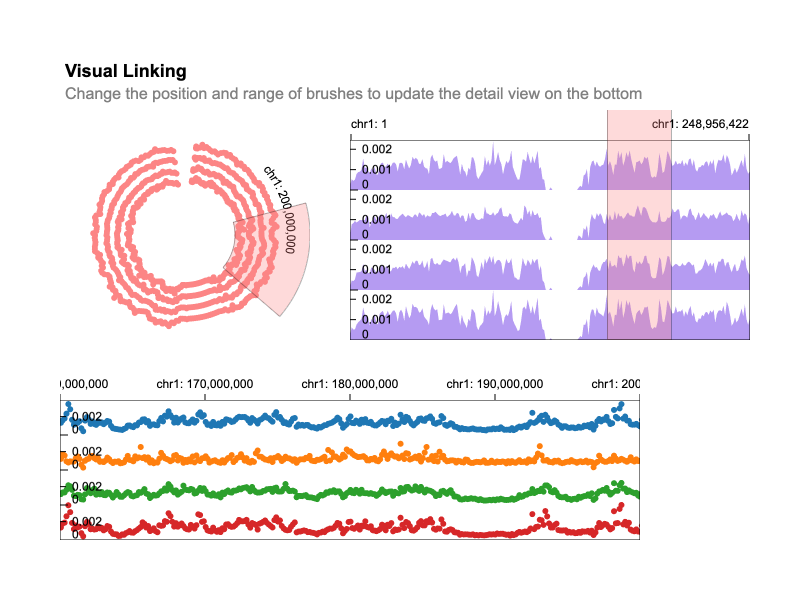 Visual Linking
Change the position and range of brushes to update the detail view on the bottom
chr1: 1
chr1: 248,956,422
chr1: 200,000,000
0.002
0.001
0
0.002
0.001
0
0.002
0.001
0
0.002
0.001
0
0,000,000
chr1: 170,000,000
chr1: 180,000,000
chr1: 190,000,000
chr1: 200
0.002
0
0.002
0
0.002
0
0.002
0